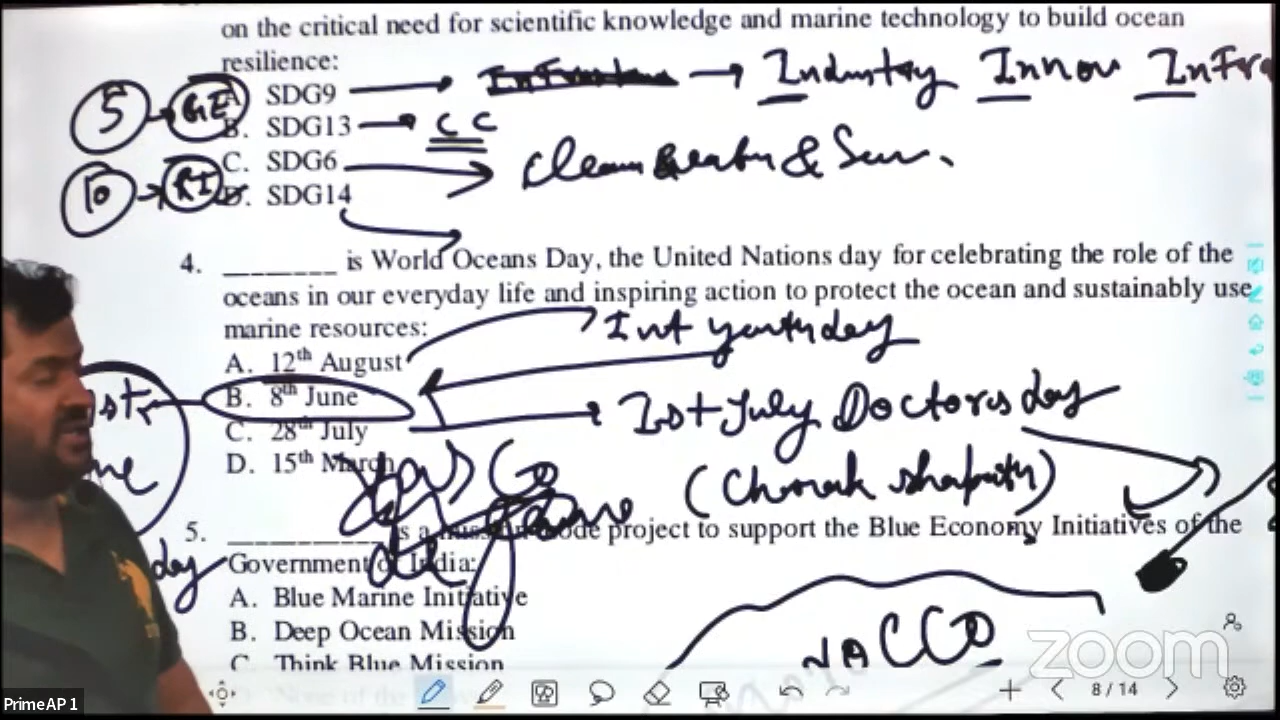 on the critical need for scientific knowledge and marine technology to build ocean
resilience:
5 → GE A. SDG9 → Industry Innov Infra
B. SDG13 → CC
C. SDG6 → Clean Water & San.
10 → RI D. SDG14
4. ________ is World Oceans Day, the United Nations day for celebrating the role of the
oceans in our everyday life and inspiring action to protect the ocean and sustainably use
marine resources:
Int youth day
A. 12th August
B. 8th June
1st July Doctors day
C. 28th July
D. 15th March
(Charak shapath)
5. ___________ is a mission mode project to support the Blue Economy Initiatives of the
day
Government of India:
A. Blue Marine Initiative
B. Deep Ocean Mission
C. Think Blue Mission
zoom
8 / 14
PrimeAP 1